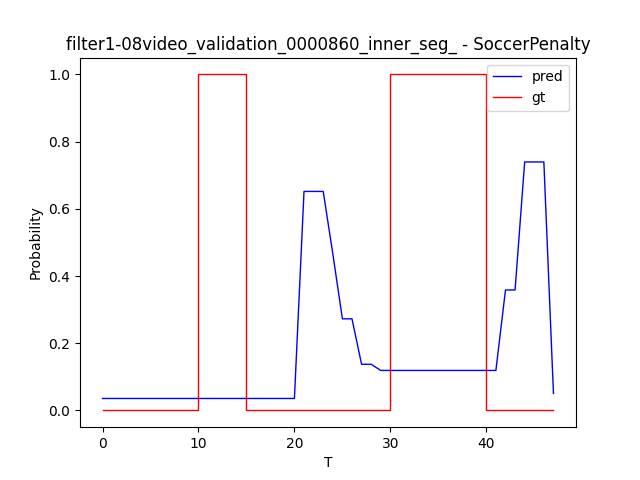 filter1-08video_validation_0000860_inner_seg_ - SoccerPenalty
pred
gt
Probability
1.0
0.8
0.6
0.4
0.2
0.0
0 10 20 30 40
T